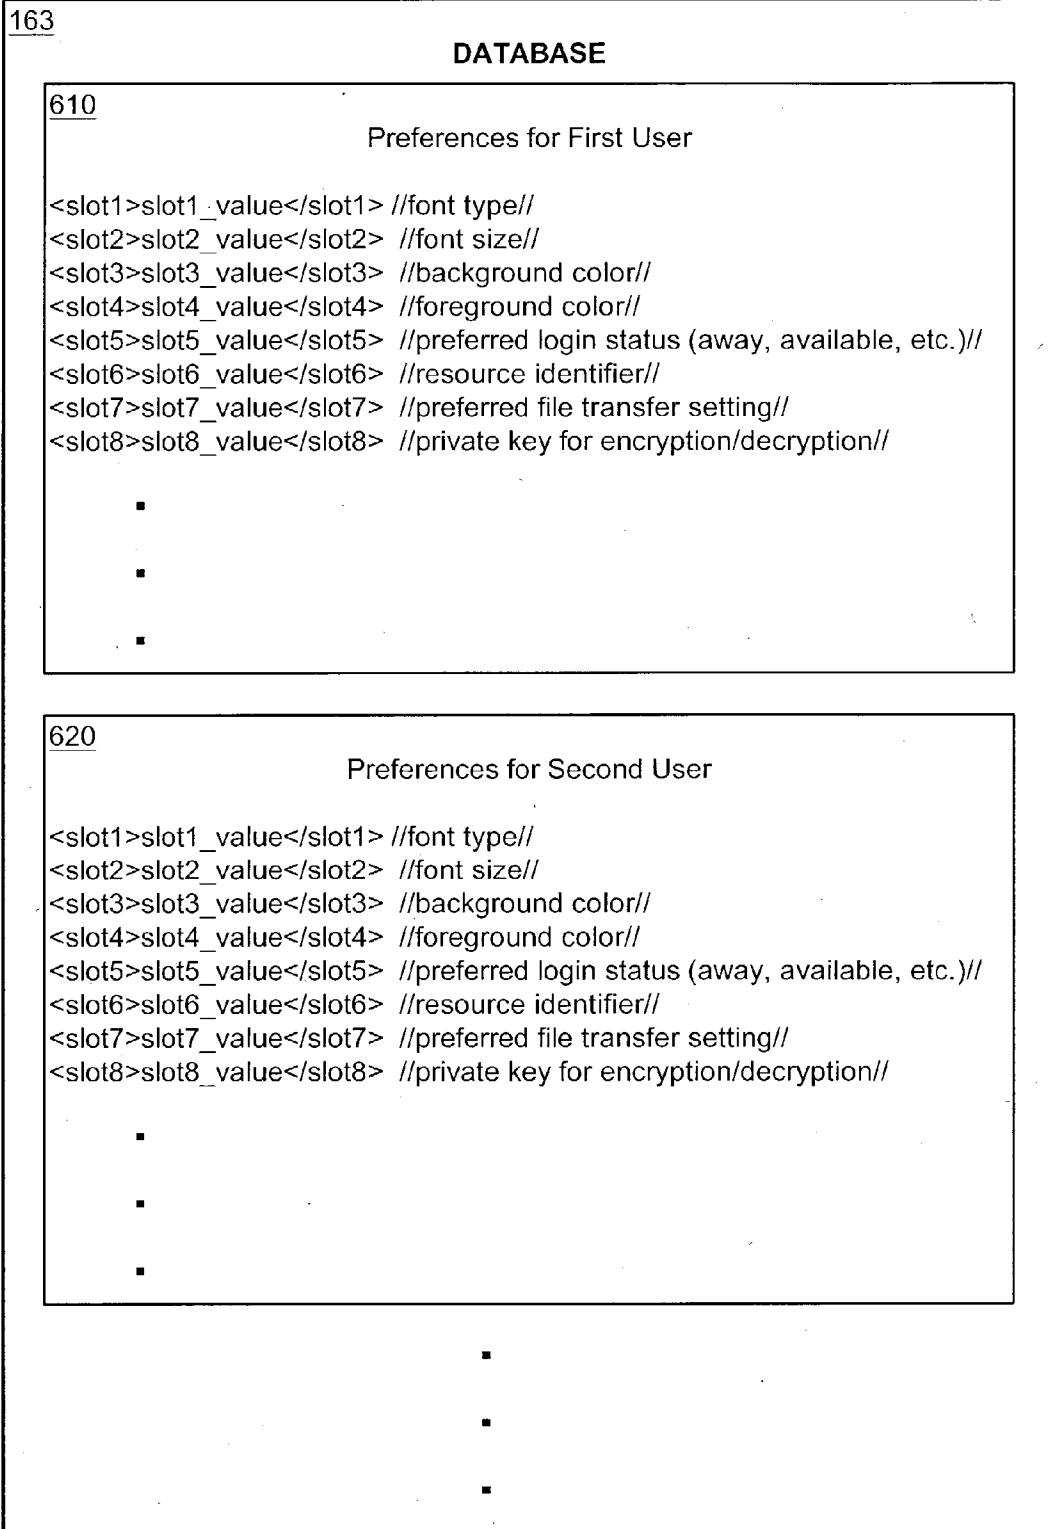 163
DATABASE
610
Preferences for First User
<slot1>slot1_value</slot1> //font type//
<slot2>slot2_value</slot2> //font size//
<slot3>slot3_value</slot3> //background color//
<slot4>slot4_value</slot4> //foreground color//
<slot5>slot5_value</slot5> //preferred login status (away, available, etc.)//
<slot6>slot6_value</slot6> //resource identifier//
<slot7>slot7_value</slot7> //preferred file transfer setting//
<slot8>slot8_value</slot8> //private key for encryption/decryption//
620
Preferences for Second User
<slot1>slot1_value</slot1> //font type//
<slot2>slot2_value</slot2> //font size//
<slot3>slot3_value</slot3> //background color//
<slot4>slot4_value</slot4> //foreground color//
<slot5>slot5_value</slot5> //preferred login status (away, available, etc.)//
<slot6>slot6_value</slot6> //resource identifier//
<slot7>slot7_value</slot7> //preferred file transfer setting//
<slot8>slot8_value</slot8> //private key for encryption/decryption//